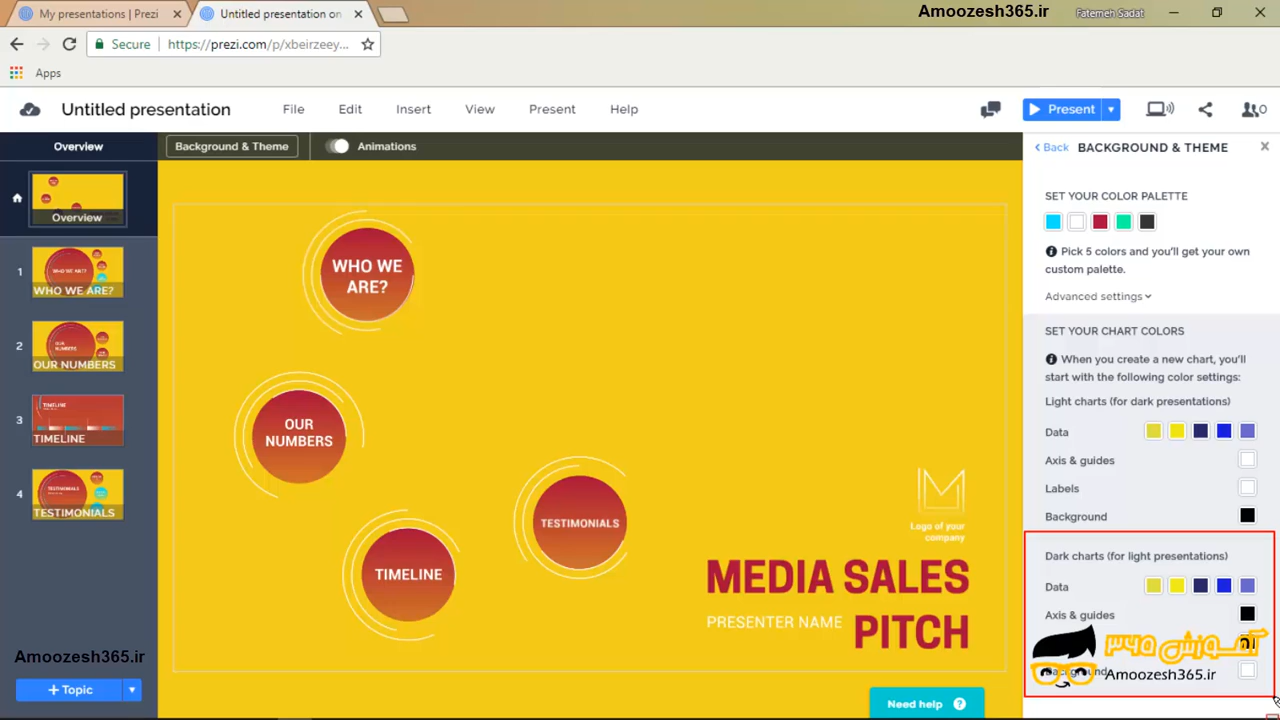 My presentations | Prezi
Untitled presentation on
Amoozesh365.ir
Fatemeh Sadat
Secure
https://prezi.com/p/xbeirzeey...
Apps
Untitled presentation
File
Edit
Insert
View
Present
Help
Present
0
Overview
Background & Theme
Animations
Back
BACKGROUND & THEME
Overview
1
WHO WE ARE?
2
OUR NUMBERS
3
TIMELINE
TIMELINE
4
TESTIMONIALS
WHO WE
ARE?
OUR
NUMBERS
TIMELINE
TESTIMONIALS
Logo of your
company
MEDIA SALES
PRESENTER NAME
PITCH
SET YOUR COLOR PALETTE
Pick 5 colors and you'll get your own
custom palette.
Advanced settings
SET YOUR CHART COLORS
When you create a new chart, you'll
start with the following color settings:
Light charts (for dark presentations)
Data
Axis & guides
Labels
Background
Dark charts (for light presentations)
Data
Axis & guides
آموزش ۳۶۵
Background
Amoozesh365.ir
Amoozesh365.ir
+ Topic
Need help ?